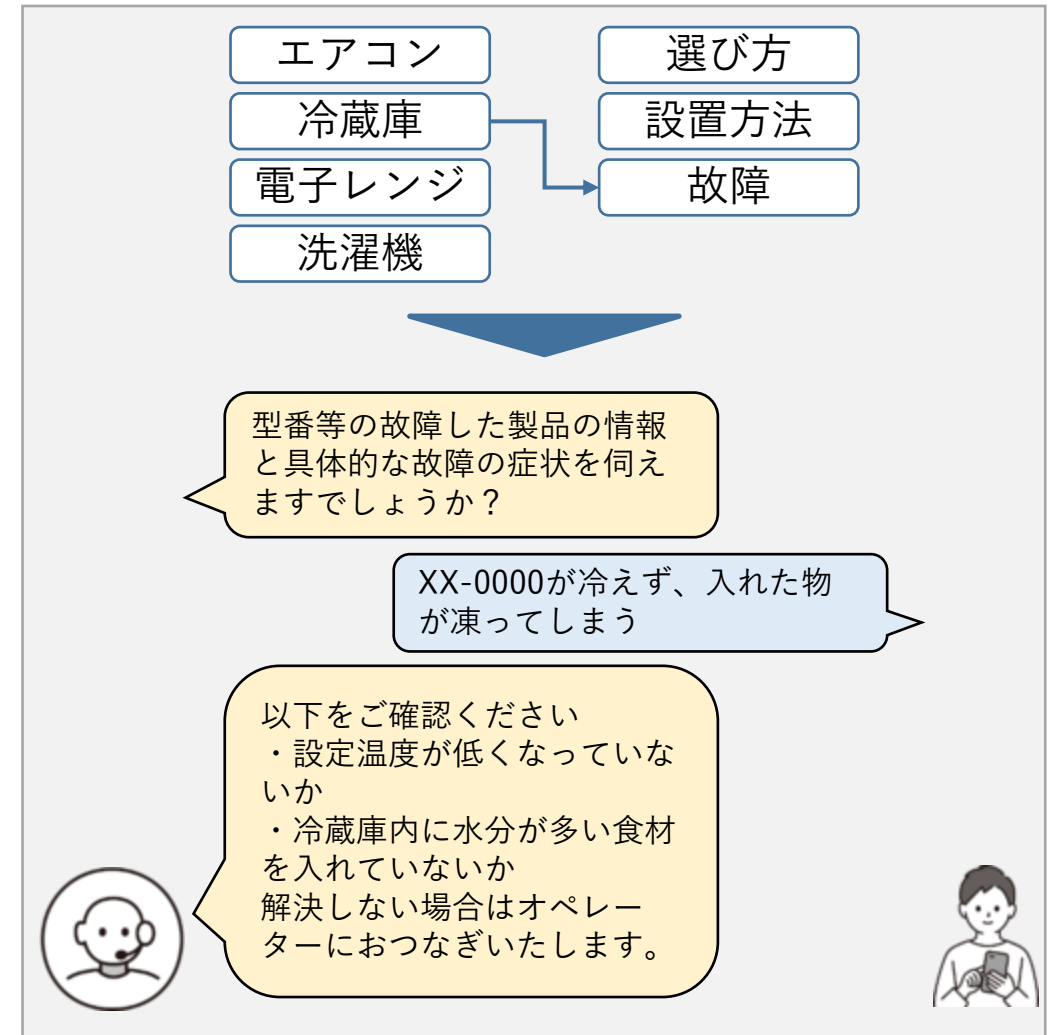 エアコン
選び方
冷蔵庫
設置方法
電子レンジ
故障
洗濯機
型番等の故障した製品の情報
と具体的な故障の症状を伺え
ますでしょうか？
XX-0000が冷えず、入れた物
が凍ってしまう
以下をご確認ください
・設定温度が低くなっていな
いか
・冷蔵庫内に水分が多い食材
を入れていないか
解決しない場合はオペレー
ターにおつなぎいたします。